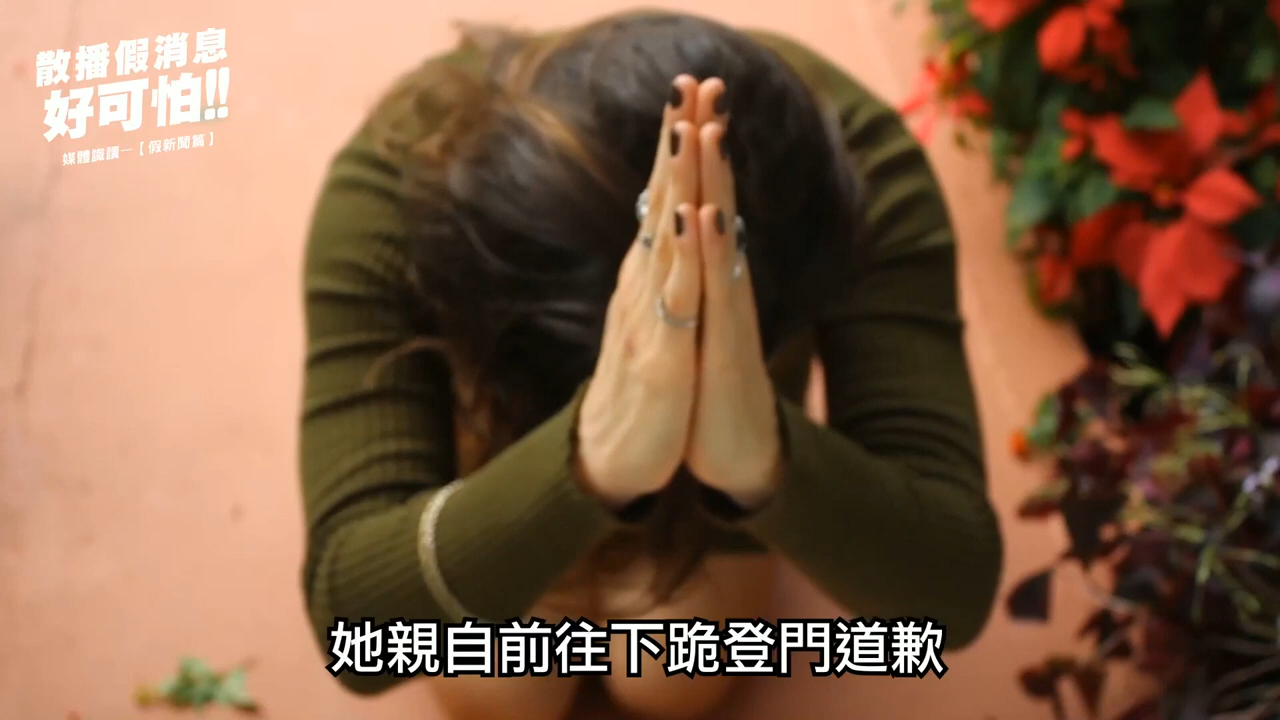 散播假消息
好可怕!!
媒體識讀—【假新聞篇】
她親自前往下跪登門道歉